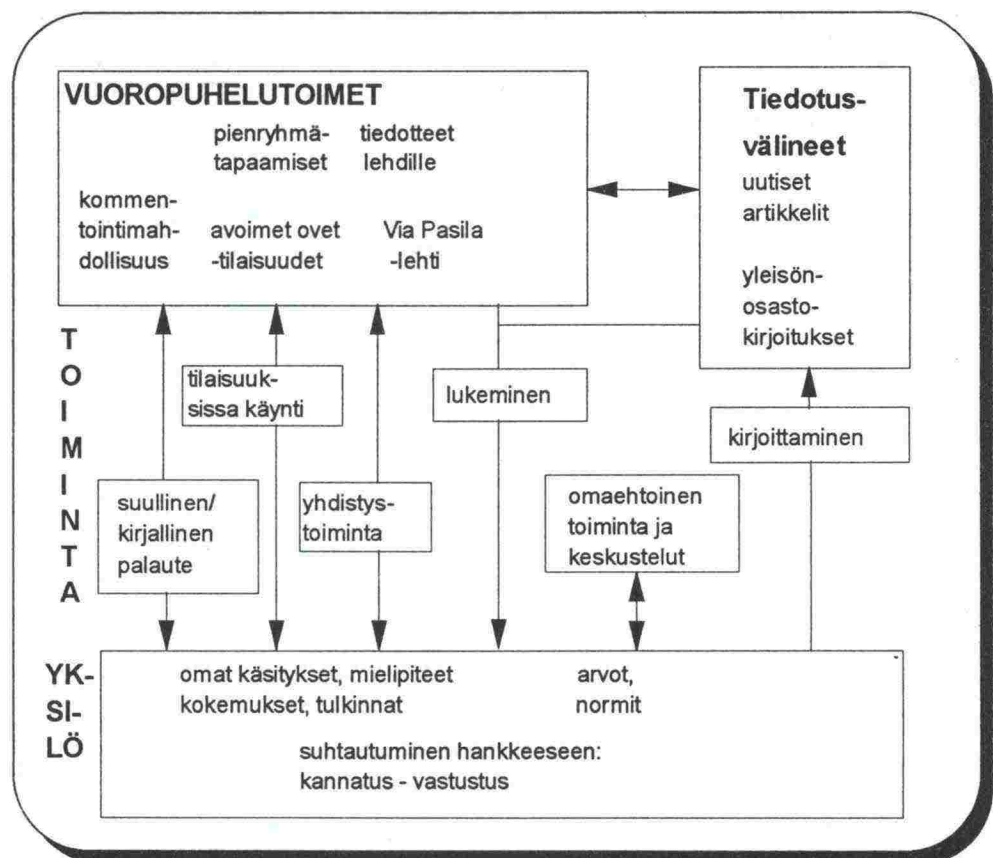 VUOROPUHELUTOIMET
pienryhmä-
tapaamiset
tiedotteet
lehdille
kommen-
tointimah-
dollisuus
avoimet ovet
-tilaisuudet
Via Pasila
-lehti
Tiedotus-
välineet
uutiset
artikkelit
yleisön-
osasto-
kirjoitukset
TOIMINTA
tilaisuuk-
sissa käynti
lukeminen
kirjoittaminen
suullinen/
kirjallinen
palaute
yhdistys-
toiminta
omaehtoinen
toiminta ja
keskustelut
YK-
SI-
LÖ
omat käsitykset, mielipiteet
kokemukset, tulkinnat
arvot,
normit
suhtautuminen hankkeeseen:
kannatus - vastustus